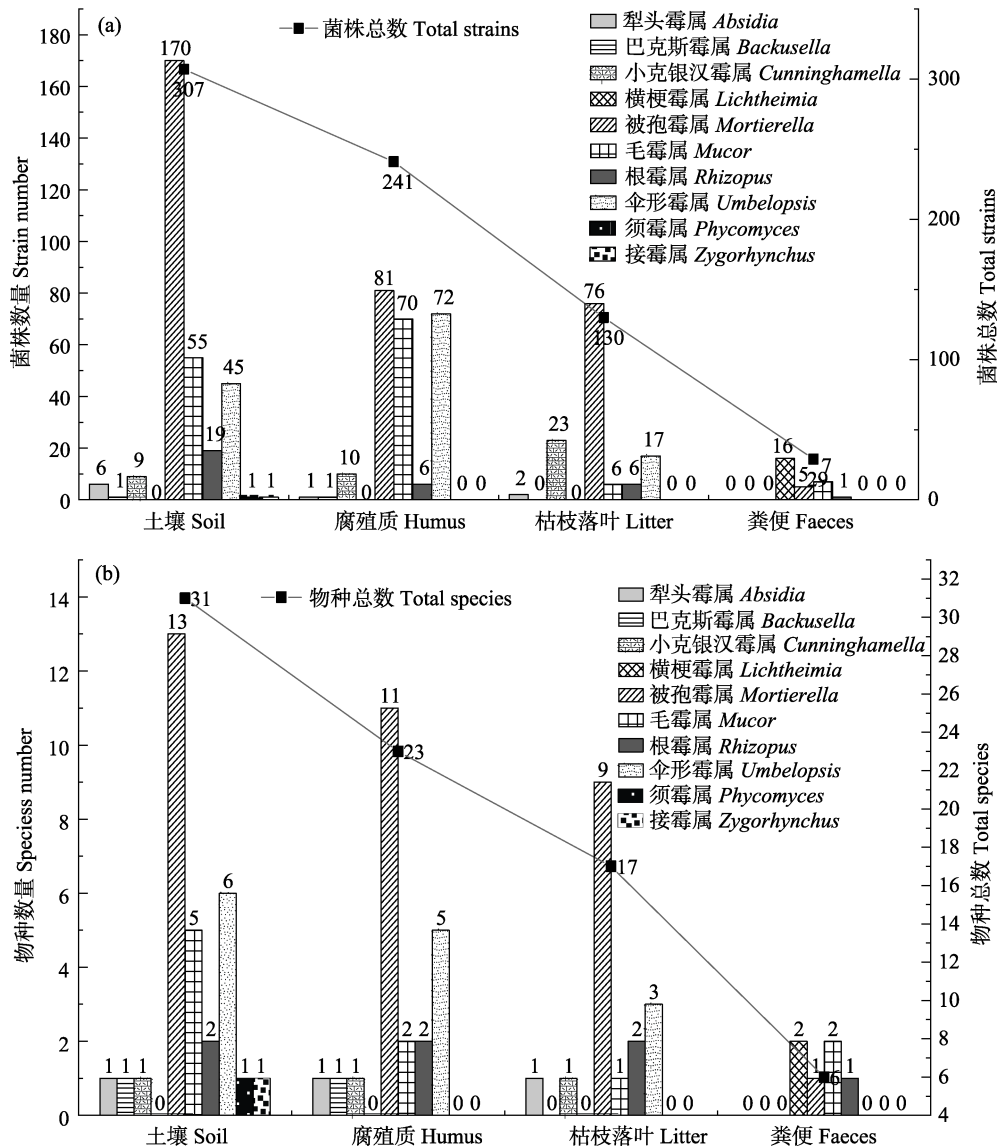 (a)
菌株总数 Total strains
犁头霉属 Absidia
巴克斯霉属 Backusella
小克银汉霉属 Cunninghamella
横梗霉属 Lichtheimia
被孢霉属 Mortierella
毛霉属 Mucor
根霉属 Rhizopus
伞形霉属 Umbelopsis
须霉属 Phycomyces
接霉属 Zygorhynchus
菌株数量 Strain number
180
160
140
120
100
80
60
40
20
0
6 1 9 0 170 55 19 45 1 1
1 1 10 0 81 70 6 72 0 0
2 0 23 0 76 6 6 17 0 0
0 0 0 16 5 7 1 0 0 0
307
241
130
29
300
200
100
0
菌株总数 Total strains
土壤 Soil
腐殖质 Humus
枯枝落叶 Litter
粪便 Faeces
(b)
物种总数 Total species
犁头霉属 Absidia
巴克斯霉属 Backusella
小克银汉霉属 Cunninghamella
横梗霉属 Lichtheimia
被孢霉属 Mortierella
毛霉属 Mucor
根霉属 Rhizopus
伞形霉属 Umbelopsis
须霉属 Phycomyces
接霉属 Zygorhynchus
物种数量 Speciess number
14
12
10
8
6
4
2
0
1 1 1 0 13 5 2 6 1 1
1 1 1 0 11 2 2 5 0 0
1 0 1 0 9 1 2 3 0 0
0 0 0 2 1 2 1 0 0 0
31
23
17
6
32
30
28
26
24
22
20
18
16
14
12
10
8
6
4
物种总数 Total species
土壤 Soil
腐殖质 Humus
枯枝落叶 Litter
粪便 Faeces